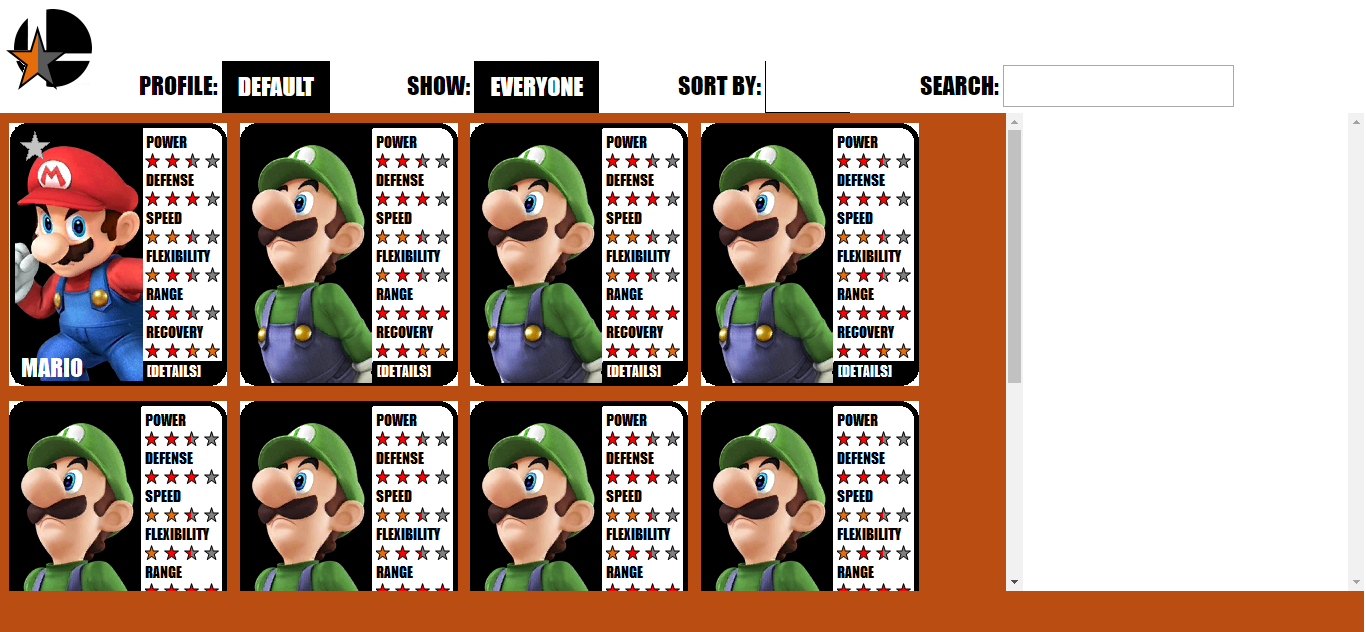 PROFILE: DEFAULT SHOW: EVERYONE SORT BY: SEARCH:
M
POWER
DEFENSE
SPEED
FLEXIBILITY
RANGE
RECOVERY
MARIO
[DETAILS]
POWER
DEFENSE
SPEED
FLEXIBILITY
RANGE
RECOVERY
[DETAILS]
POWER
DEFENSE
SPEED
FLEXIBILITY
RANGE
RECOVERY
[DETAILS]
POWER
DEFENSE
SPEED
FLEXIBILITY
RANGE
RECOVERY
[DETAILS]
POWER
DEFENSE
SPEED
FLEXIBILITY
RANGE
POWER
DEFENSE
SPEED
FLEXIBILITY
RANGE
POWER
DEFENSE
SPEED
FLEXIBILITY
RANGE
POWER
DEFENSE
SPEED
FLEXIBILITY
RANGE